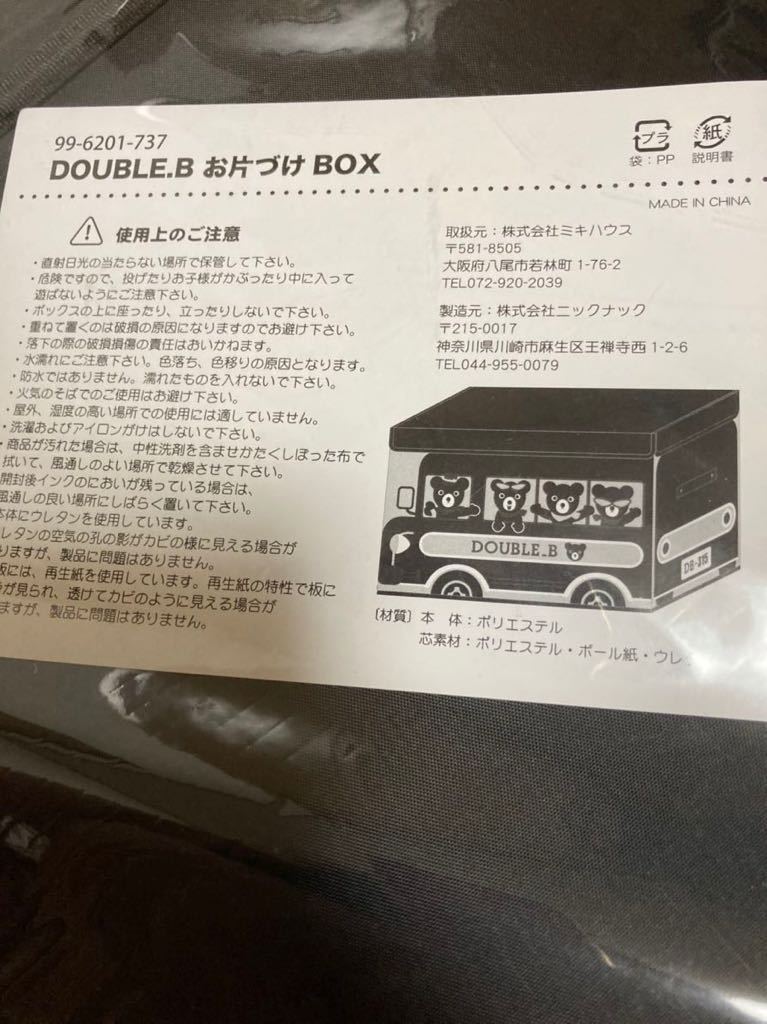 99-6201-737
DOUBLE.B お片づけ BOX
プラ
袋：PP
紙
説明書
MADE IN CHINA
使用上のご注意
・直射日光の当たらない場所で保管して下さい。
・危険ですので、投げたりお子様がかぶったり中に入って
遊ばないようにご注意下さい。
・ボックスの上に座ったり、立ったりしないで下さい。
・重ねて置くのは破損の原因になりますのでお避け下さい。
・落下の際の破損損傷の責任はおいかねます。
・水濡れにご注意下さい。色落ち、色移りの原因となります。
・防水ではありません。濡れたものを入れないで下さい。
・火気のそばでのご使用はお避け下さい。
・屋外、湿度の高い場所での使用には適していません。
・洗濯およびアイロンがけはしないで下さい。
・商品が汚れた場合は、中性洗剤を含ませかたくしぼった布で
拭いて、風通しのよい場所で乾燥させて下さい。
開封後インクのにおいが残っている場合は、
風通しの良い場所にしばらく置いて下さい。
本体にウレタンを使用しています。
レタンの空気の孔の影がカビの様に見える場合が
りますが、製品に問題はありません。
板には、再生紙を使用しています。再生紙の特性で板に
が見られ、透けてカビのように見える場合が
ますが、製品に問題はありません。
取扱元：株式会社ミキハウス
〒581-8505
大阪府八尾市若林町 1-76-2
TEL072-920-2039
製造元：株式会社ニックナック
〒215-0017
神奈川県川崎市麻生区王禅寺西 1-2-6
TEL044-955-0079
DOUBLE_B
DB-315
〔材質〕本　体：ポリエステル
芯素材：ポリエステル・ボール紙・ウレ